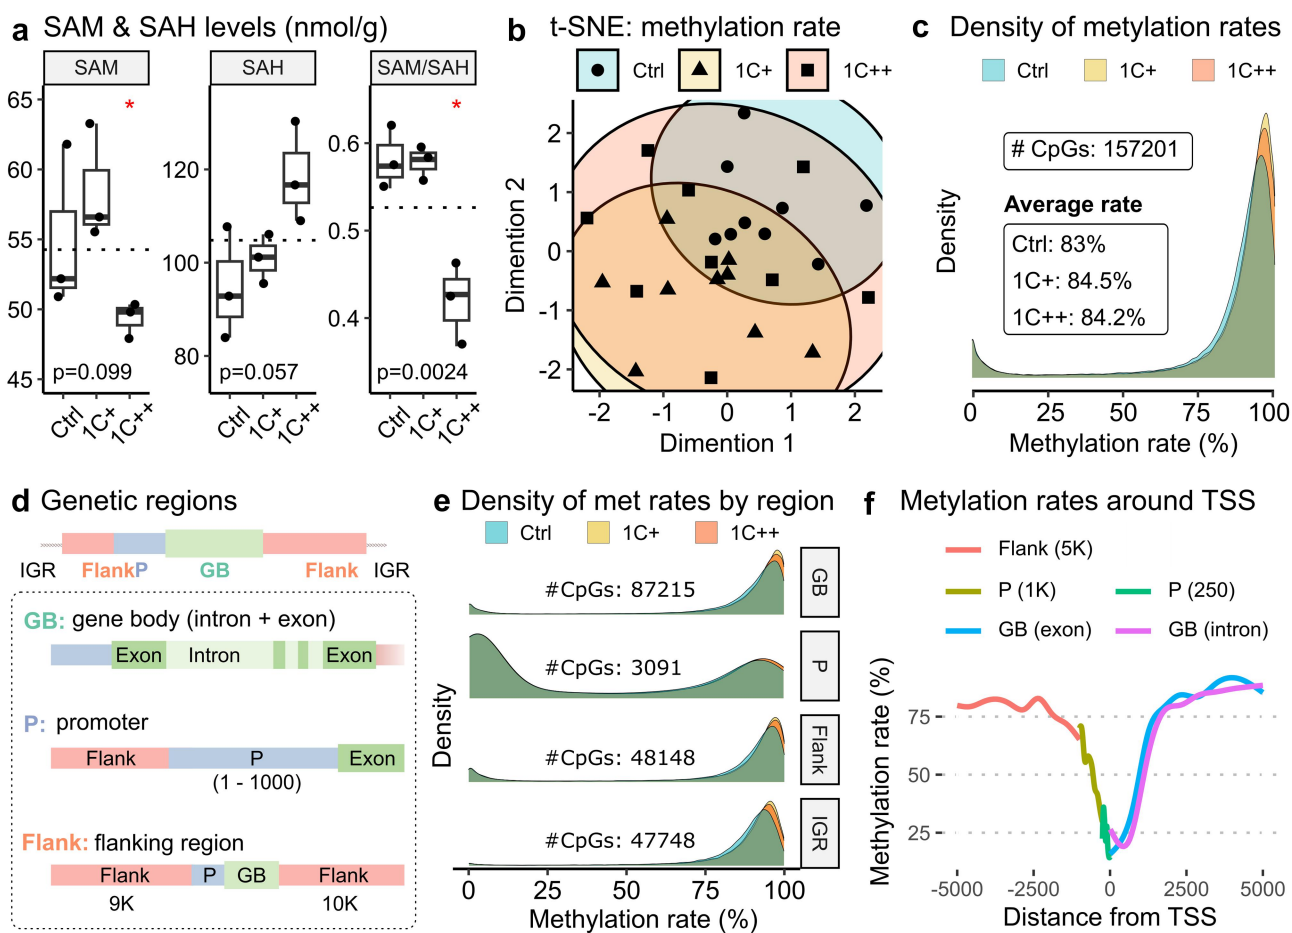 a SAM & SAH levels (nmol/g)
SAM
SAH
SAM/SAH
*
*
65
60
55
50
45
120
100
80
0.6
0.5
0.4
p=0.099
p=0.057
p=0.0024
Ctrl
1C+
1C++
Ctrl
1C+
1C++
Ctrl
1C+
1C++
b t-SNE: methylation rate
Ctrl
1C+
1C++
Dimention 2
2
1
0
-1
-2
-2
-1
0
1
2
Dimention 1
c Density of metylation rates
Ctrl
1C+
1C++
# CpGs: 157201
Average rate
Ctrl: 83%
1C+: 84.5%
1C++: 84.2%
Density
0
25
50
75
100
Methylation rate (%)
d Genetic regions
IGR
FlankP
GB
Flank
IGR
GB: gene body (intron + exon)
Exon
Intron
Exon
P: promoter
Flank
P
Exon
(1 - 1000)
Flank: flanking region
Flank
P
GB
Flank
9K
10K
e Density of met rates by region
Ctrl
1C+
1C++
#CpGs: 87215
GB
#CpGs: 3091
P
#CpGs: 48148
Flank
#CpGs: 47748
IGR
Density
0
25
50
75
100
Methylation rate (%)
f Metylation rates around TSS
Flank (5K)
P (1K)
P (250)
GB (exon)
GB (intron)
Methylation rate (%)
75
50
25
-5000
-2500
0
2500
5000
Distance from TSS